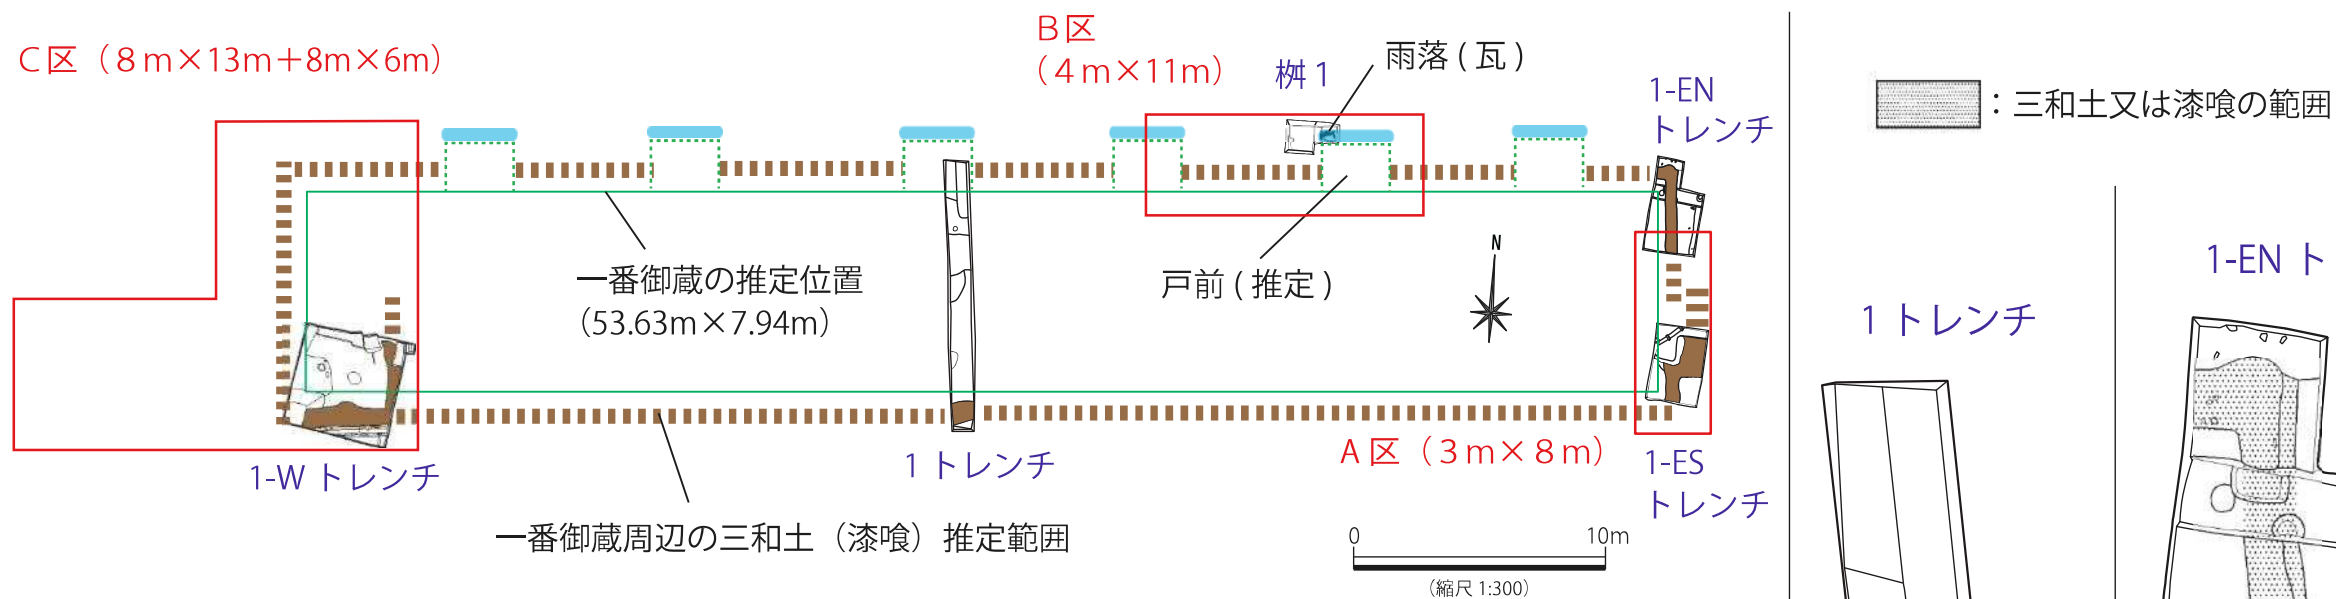 C区（８ｍ×13m＋8m×6m）
B区
（４ｍ×11m）
桝１
雨落 ( 瓦 )
1-EN
トレンチ
：三和土又は漆喰の範囲
一番御蔵の推定位置
（53.63m×7.94m）
戸前 ( 推定 )
N
1-EN ト
1 トレンチ
A区（３ｍ×８ｍ）
1-W トレンチ
1 トレンチ
1-ES
トレンチ
一番御蔵周辺の三和土（漆喰）推定範囲
0 10m
（縮尺 1:300）